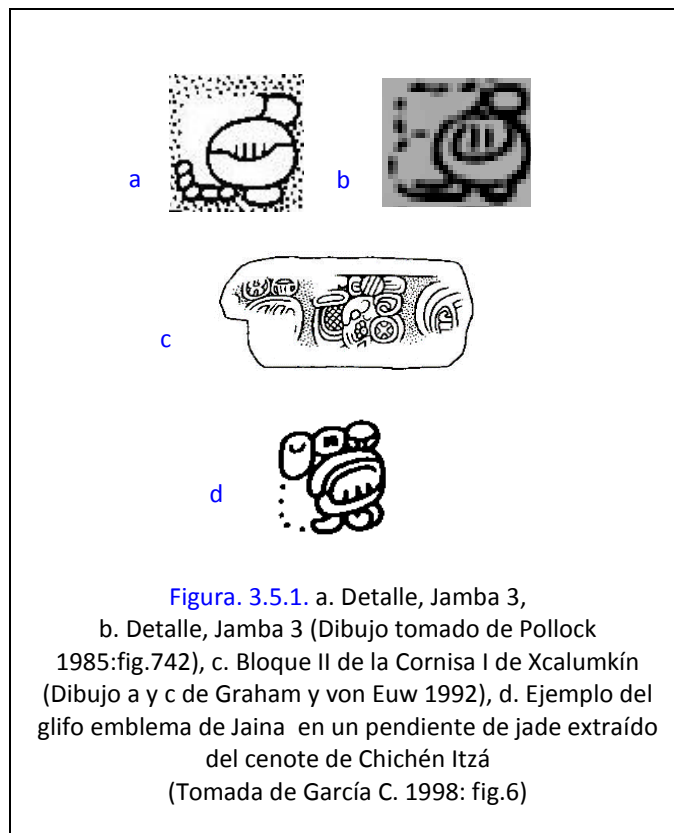 a
b
c
d
Figura. 3.5.1. a. Detalle, Jamba 3,
b. Detalle, Jamba 3 (Dibujo tomado de Pollock
1985:fig.742), c. Bloque II de la Cornisa I de Xcalumkín
(Dibujo a y c de Graham y von Euw 1992), d. Ejemplo del
glifo emblema de Jaina en un pendiente de jade extraído
del cenote de Chichén Itzá
(Tomada de García C. 1998: fig.6)